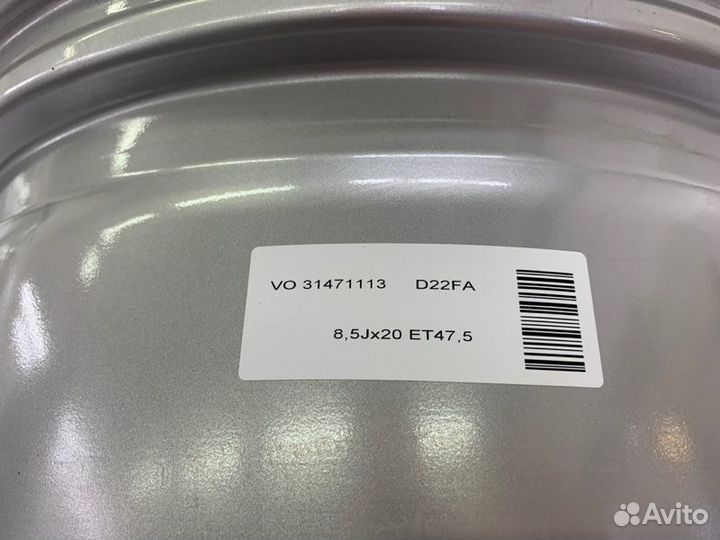 VO 31471113 D22FA
8,5Jx20 ET47,5
Avito